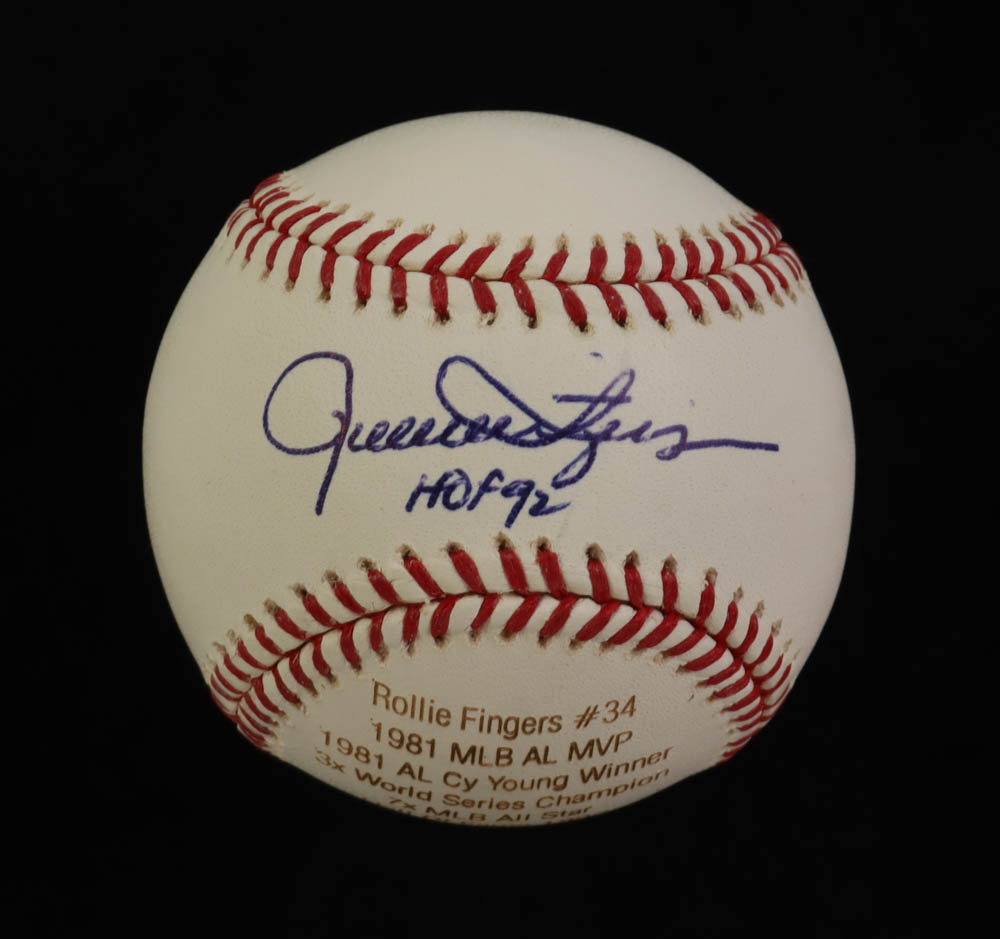 Rollie Fingers
HOF 92
Rollie Fingers #34
1981 MLB AL MVP
1981 AL Cy Young Winner
3x World Series Champion
7x MLB All Star